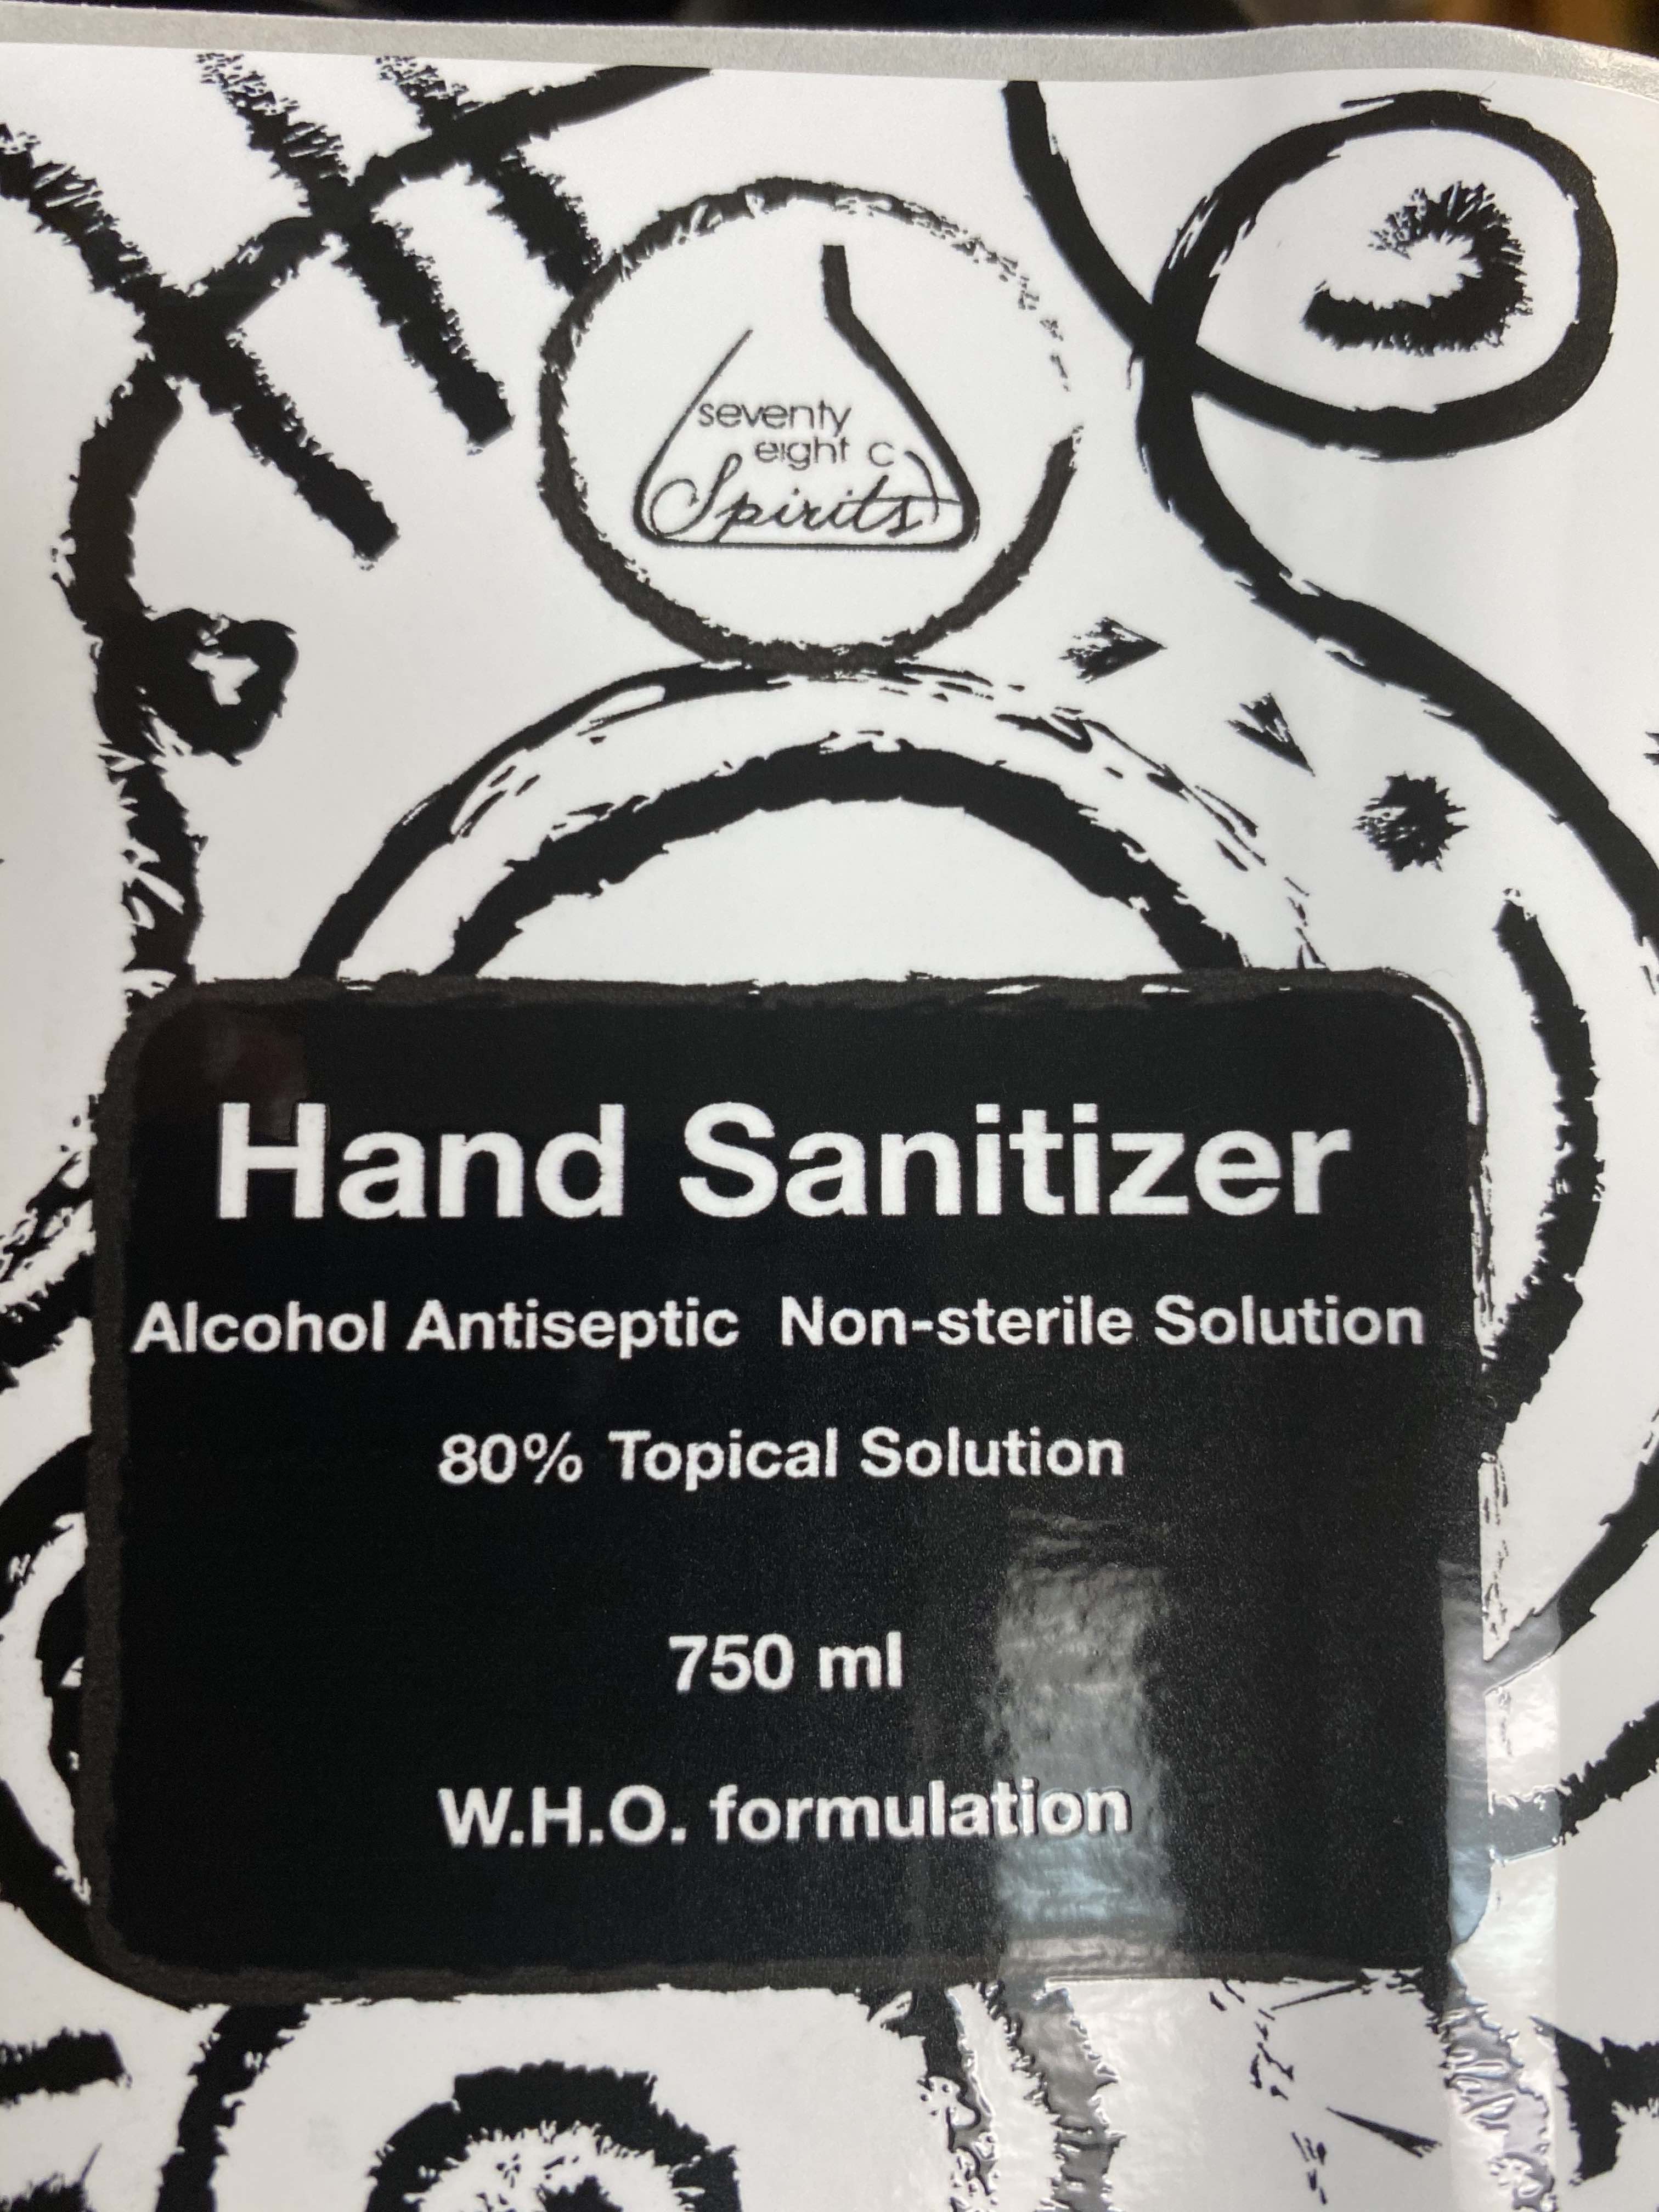 seventy
eight C
Spirits
Hand Sanitizer
Alcohol Antiseptic Non-sterile Solution
80% Topical Solution
750 ml
W.H.O. formulation